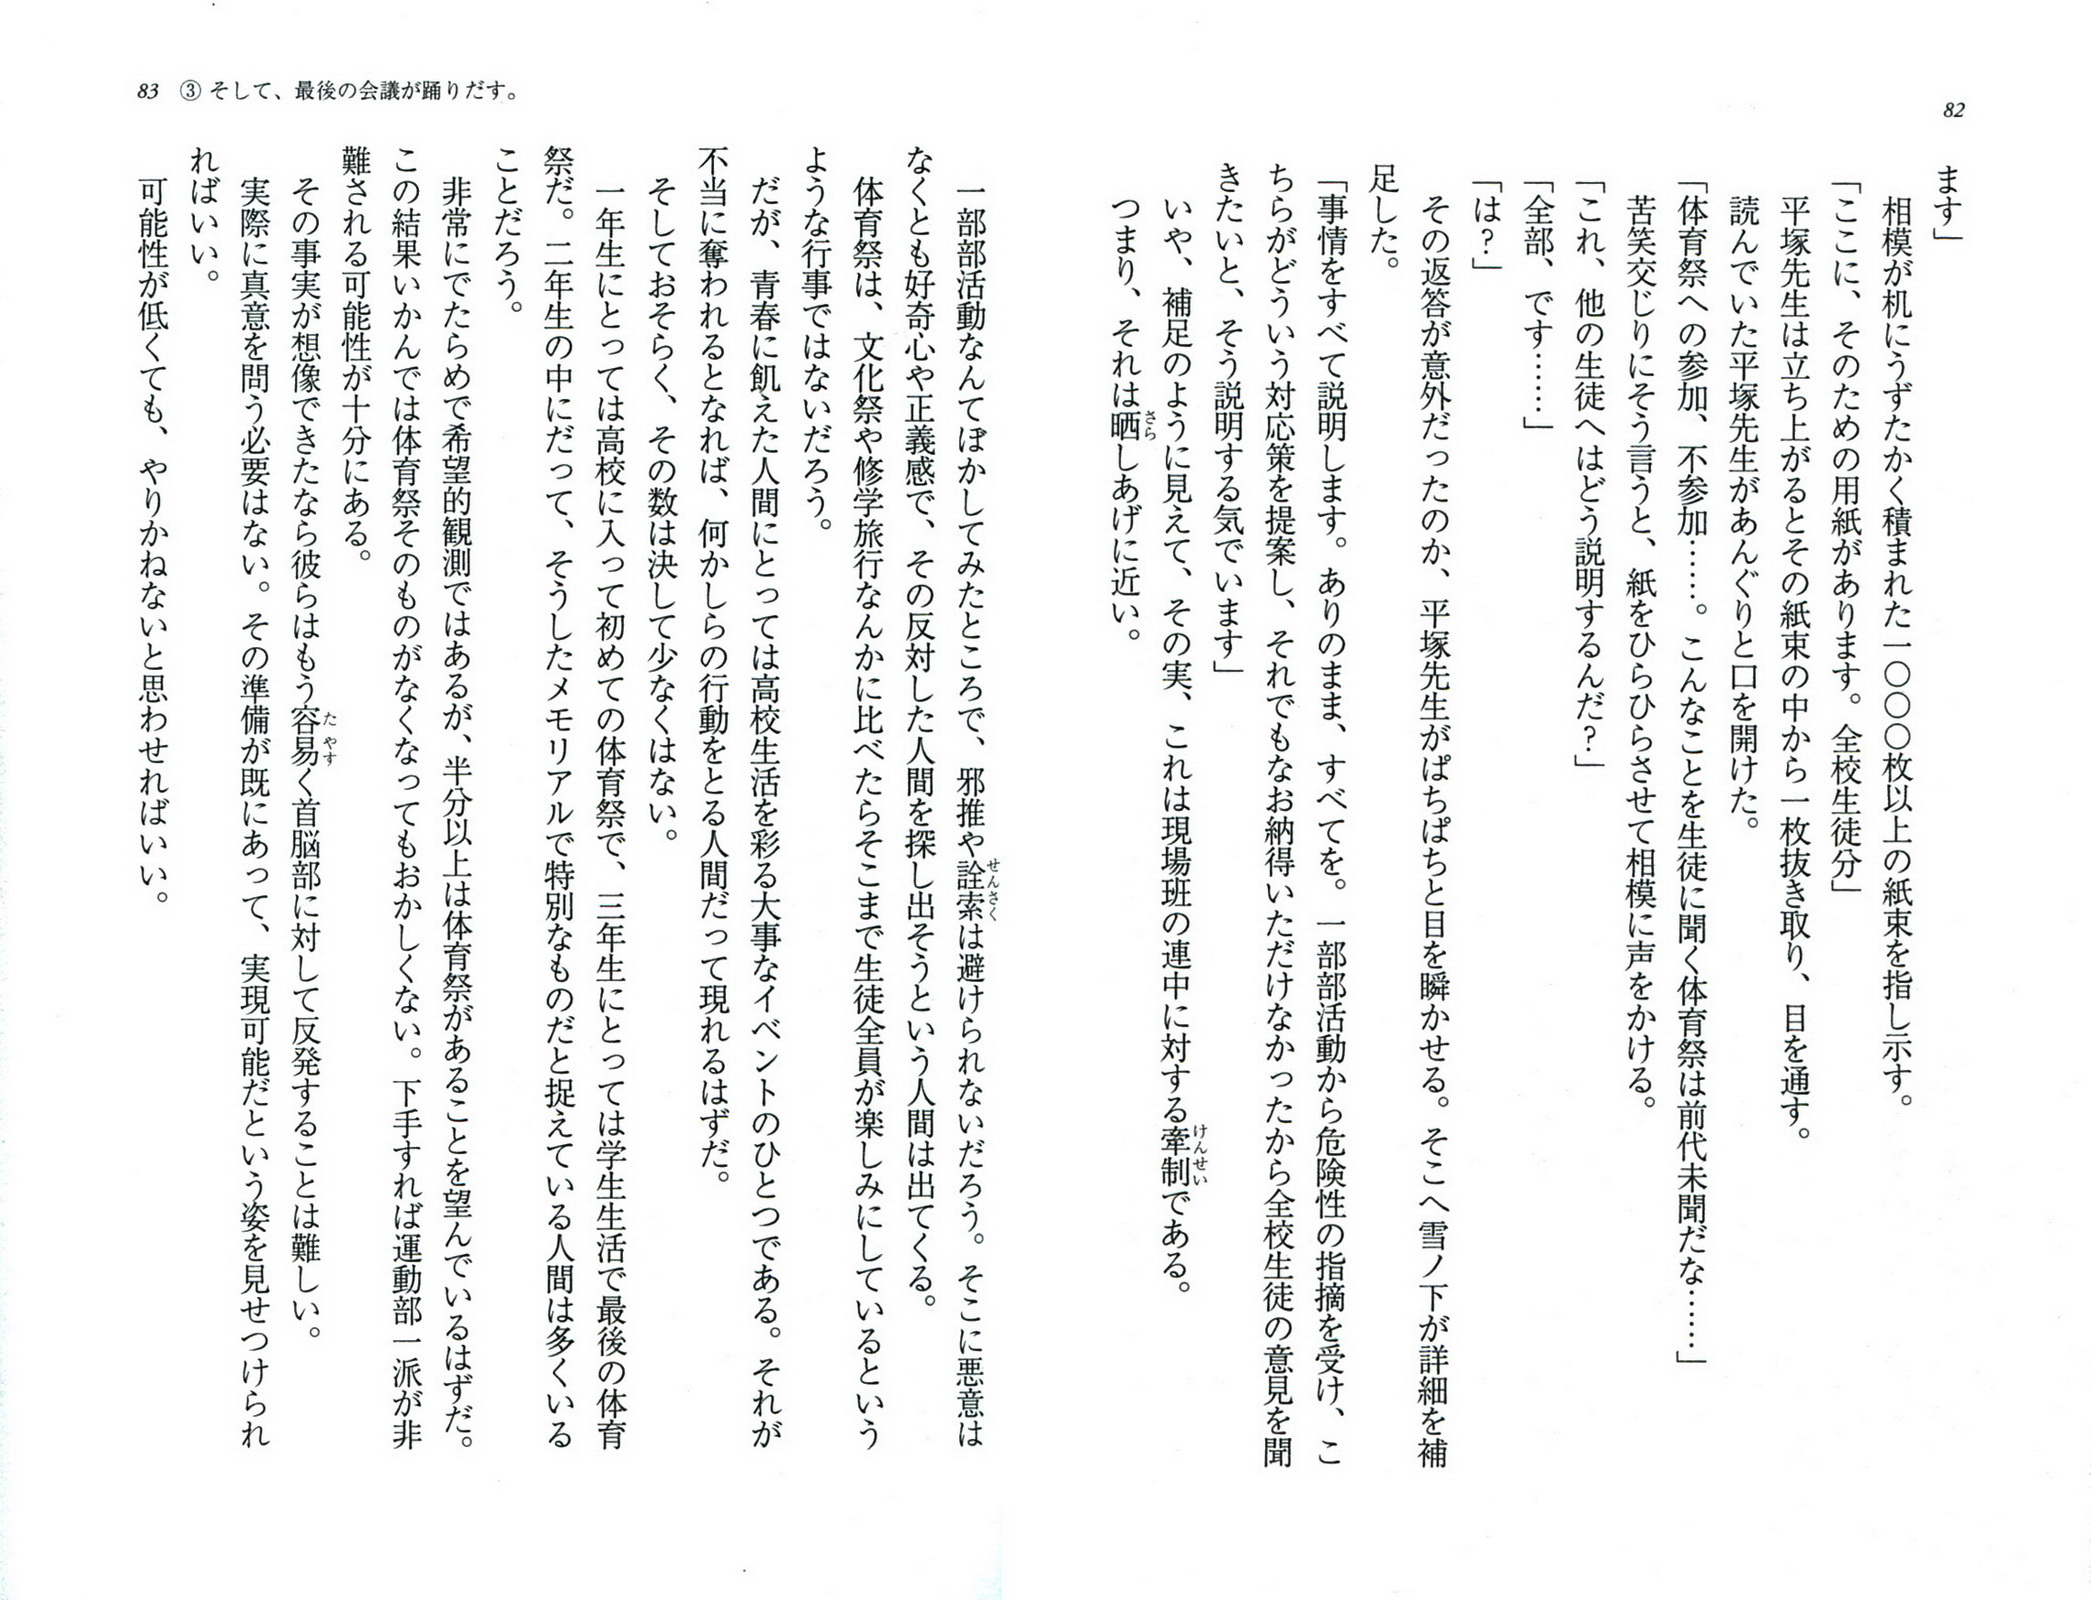 82
ます」
　相模が机にうずたかく積まれた一〇〇〇枚以上の紙束を指し示す。
「ここに、そのための用紙があります。全校生徒分」
　平塚先生は立ち上がるとその紙束の中から一枚抜き取り、目を通す。
　読んでいた平塚先生があんぐりと口を開けた。
「体育祭への参加、不参加……。こんなことを生徒に聞く体育祭は前代未聞だな……」
　苦笑交じりにそう言うと、紙をひらひらさせて相模に声をかける。
「これ、他の生徒へはどう説明するんだ？」
「全部、です……」
「は？」
　その返答が意外だったのか、平塚先生がぱちぱちと目を瞬かせる。そこへ雪ノ下が詳細を補
足した。
「事情をすべて説明します。ありのまま、すべてを。一部部活動から危険性の指摘を受け、こ
ちらがどういう対応策を提案し、それでもなお納得いただけなかったから全校生徒の意見を聞
きたいと、そう説明する気でいます」
　いや、補足のように見えて、その実、これは現場班の連中に対する牽制である。
けんせい
　つまり、それは晒しあげに近い。
さら
83　③そして、最後の会議が踊りだす。
　一部部活動なんてぼかしてみたところで、邪推や詮索は避けられないだろう。そこに悪意は
せんさく
なくとも好奇心や正義感で、その反対した人間を探し出そうという人間は出てくる。
　体育祭は、文化祭や修学旅行なんかに比べたらそこまで生徒全員が楽しみにしているという
ような行事ではないだろう。
　だが、青春に飢えた人間にとっては高校生活を彩る大事なイベントのひとつである。それが
不当に奪われるとなれば、何かしらの行動をとる人間だって現れるはずだ。
　そしておそらく、その数は決して少なくはない。
　一年生にとっては高校に入って初めての体育祭で、三年生にとっては学生生活で最後の体育
祭だ。二年生の中にだって、そうしたメモリアルで特別なものだと捉えている人間は多くいる
ことだろう。
　非常にでたらめで希望的観測ではあるが、半分以上は体育祭があることを望んでいるはずだ。
この結果いかんでは体育祭そのものがなくなってもおかしくない。下手すれば運動部一派が非
難される可能性が十分にある。
　その事実が想像できたなら彼らはもう容易く首脳部に対して反発することは難しい。
たやす
　実際に真意を問う必要はない。その準備が既にあって、実現可能だという姿を見せつけられ
ればいい。
　可能性が低くても、やりかねないと思わせればいい。